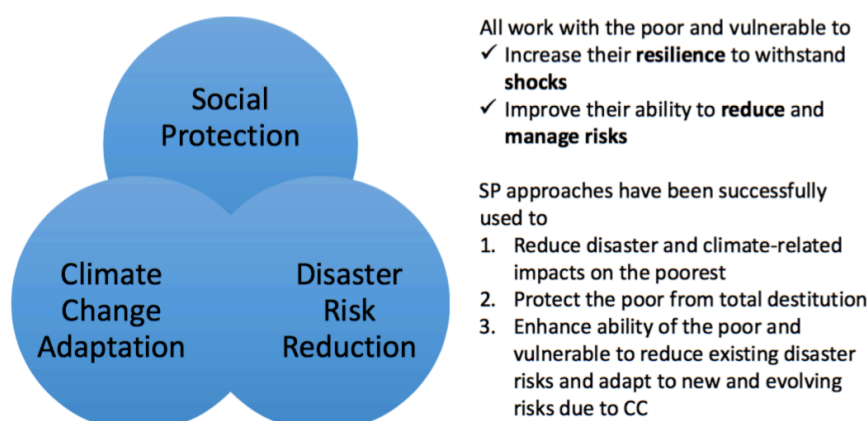 Social
Protection
Climate
Change
Adaptation
Disaster
Risk
Reduction
All work with the poor and vulnerable to
✓ Increase their resilience to withstand
shocks
✓ Improve their ability to reduce and
manage risks
SP approaches have been successfully
used to
1. Reduce disaster and climate-related
impacts on the poorest
2. Protect the poor from total destitution
3. Enhance ability of the poor and
vulnerable to reduce existing disaster
risks and adapt to new and evolving
risks due to CC